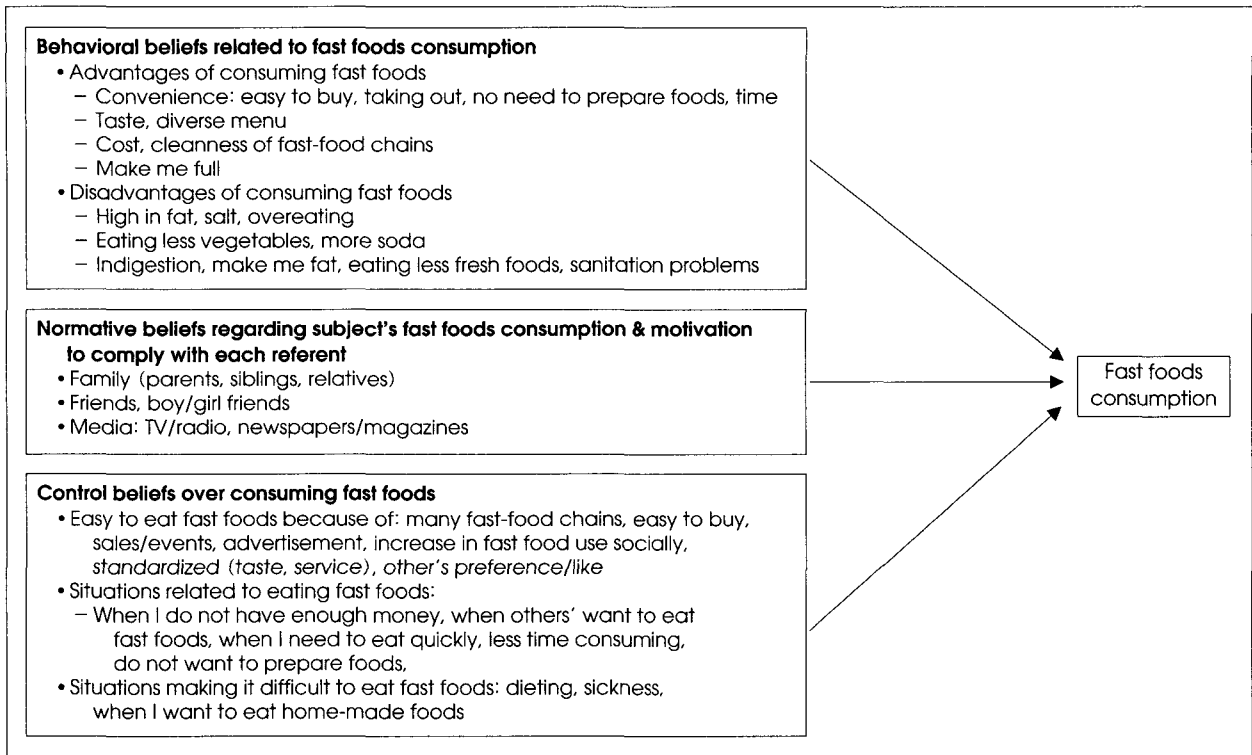 Behavioral beliefs related to fast foods consumption
• Advantages of consuming fast foods
– Convenience: easy to buy, taking out, no need to prepare foods, time
– Taste, diverse menu
– Cost, cleanness of fast-food chains
– Make me full
• Disadvantages of consuming fast foods
– High in fat, salt, overeating
– Eating less vegetables, more soda
– Indigestion, make me fat, eating less fresh foods, sanitation problems
Normative beliefs regarding subject's fast foods consumption & motivation
to comply with each referent
• Family (parents, siblings, relatives)
• Friends, boy/girl friends
• Media: TV/radio, newspapers/magazines
Control beliefs over consuming fast foods
• Easy to eat fast foods because of: many fast-food chains, easy to buy,
sales/events, advertisement, increase in fast food use socially,
standardized (taste, service), other's preference/like
• Situations related to eating fast foods:
– When I do not have enough money, when others' want to eat
fast foods, when I need to eat quickly, less time consuming,
do not want to prepare foods,
• Situations making it difficult to eat fast foods: dieting, sickness,
when I want to eat home-made foods
Fast foods
consumption